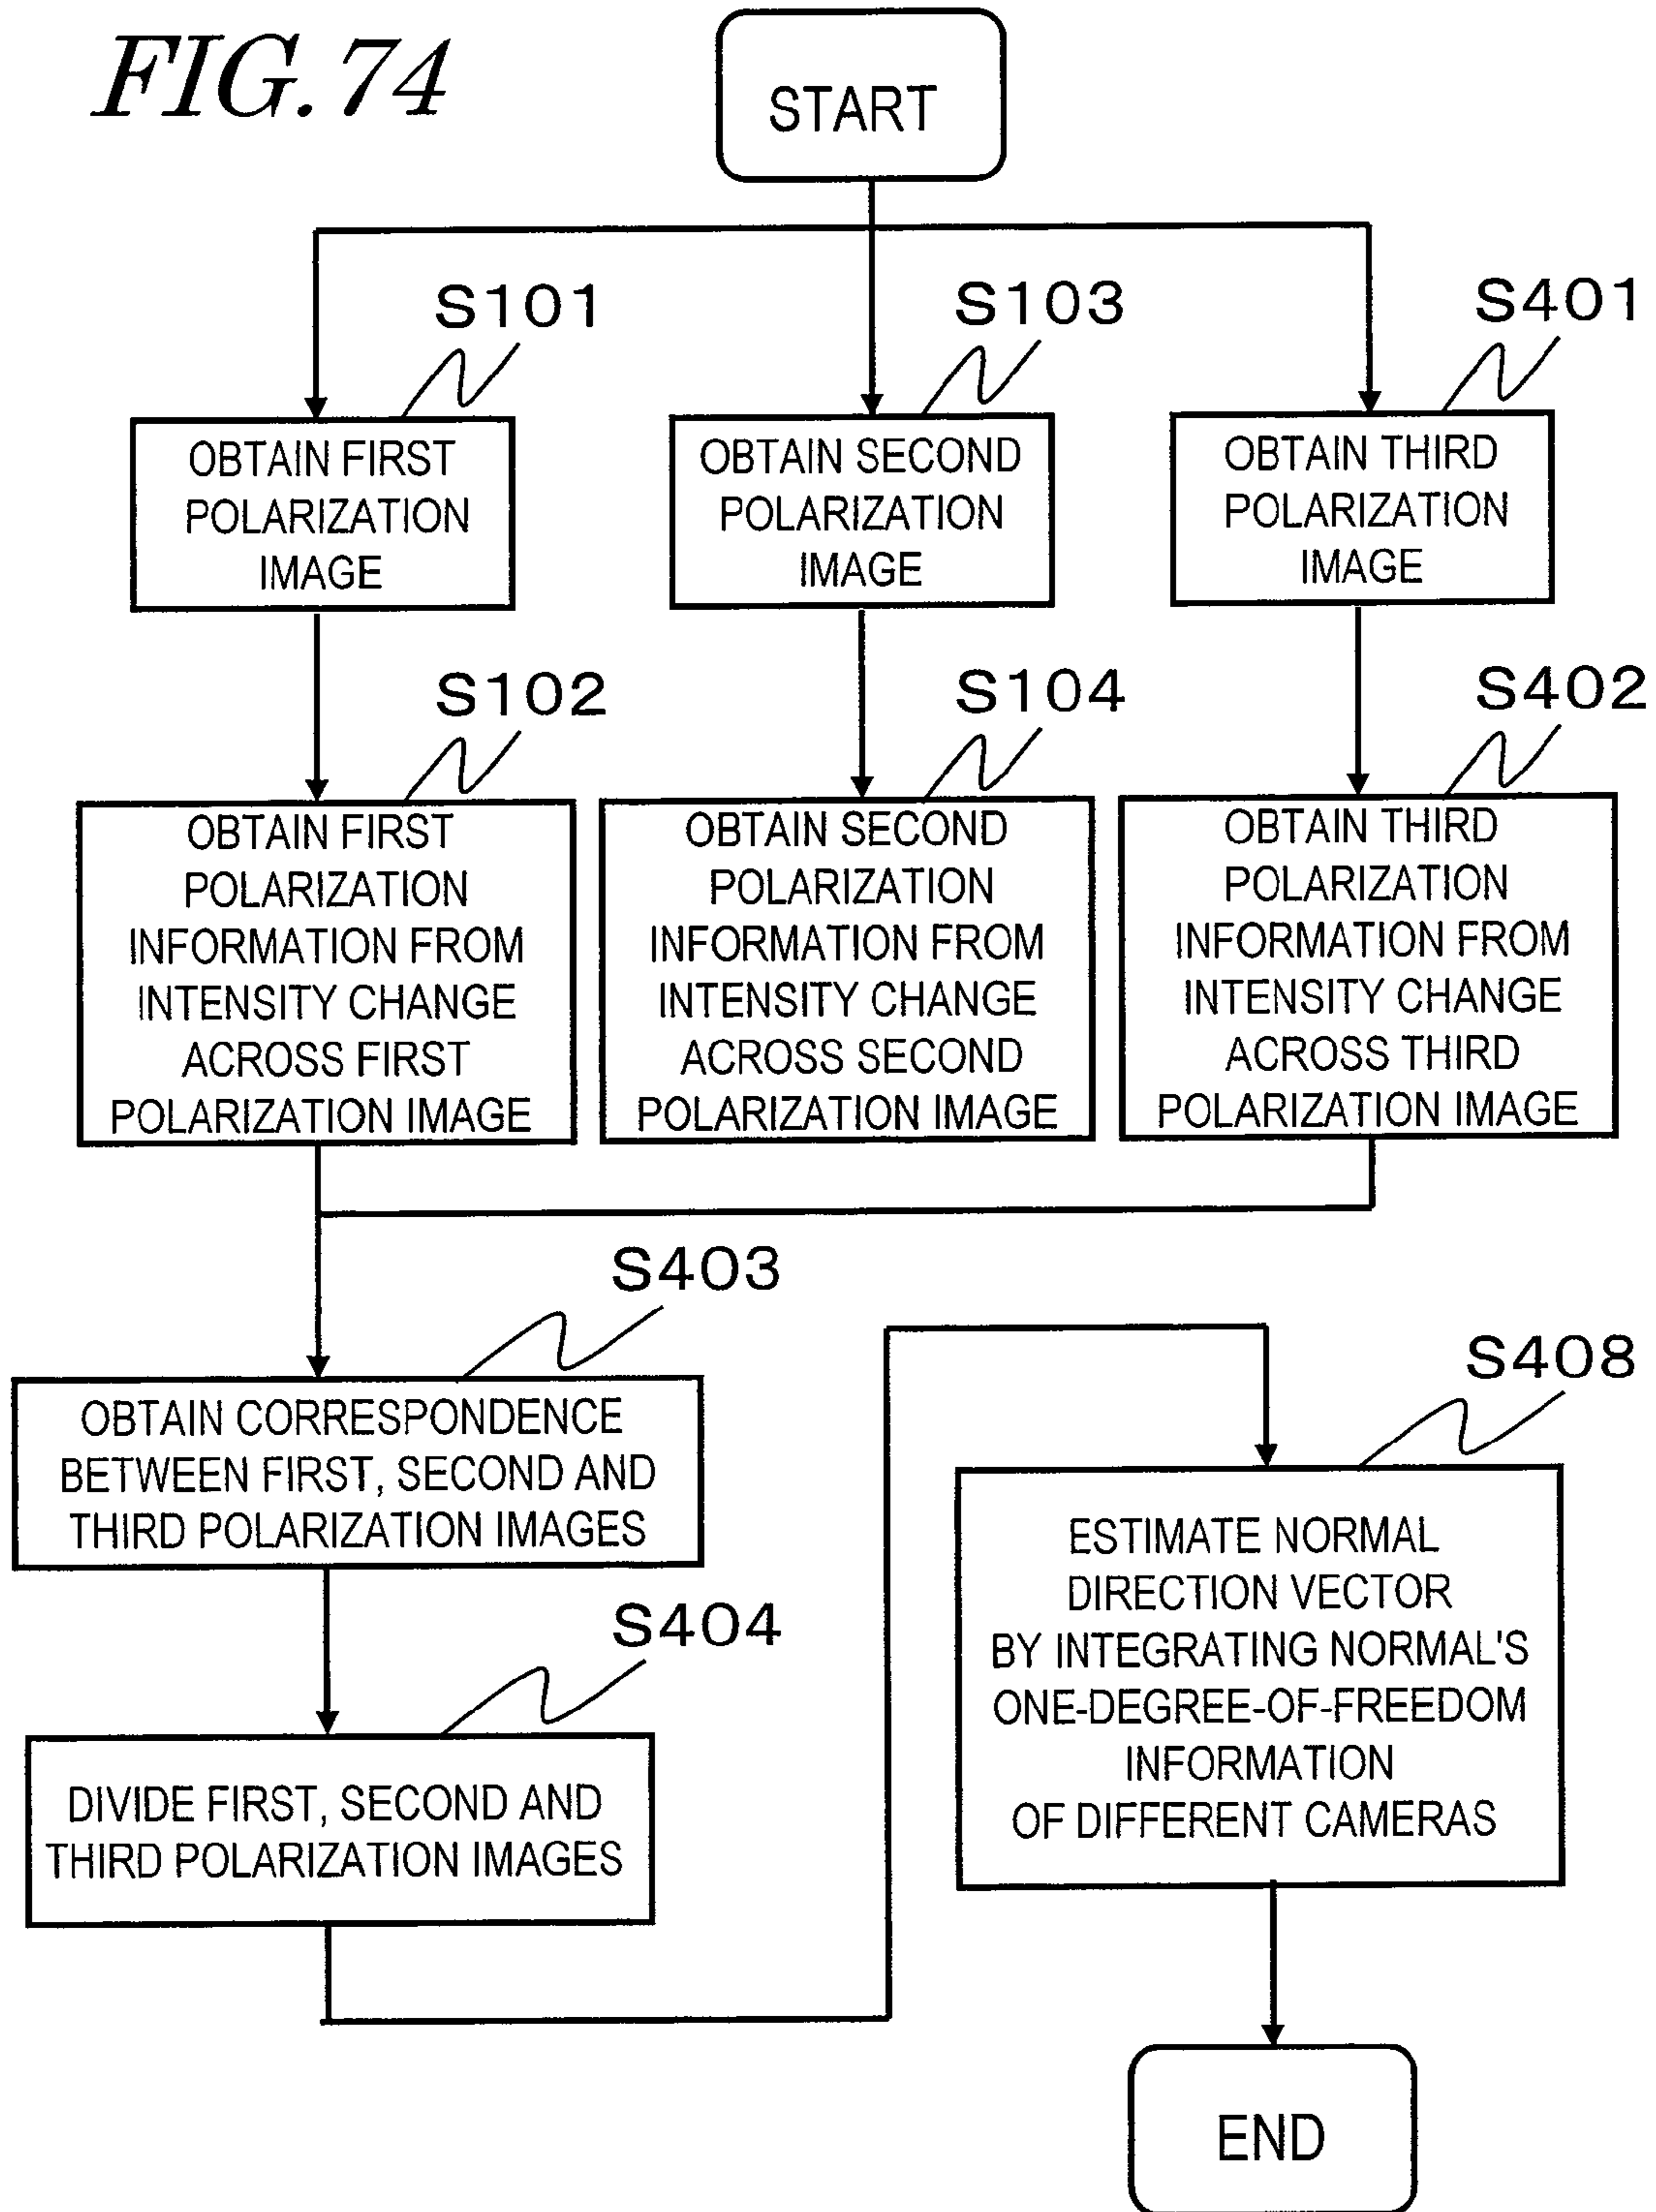 FIG. 74
START
S101
OBTAIN FIRST
POLARIZATION
IMAGE
S103
OBTAIN SECOND
POLARIZATION
IMAGE
S401
OBTAIN THIRD
POLARIZATION
IMAGE
S102
OBTAIN FIRST
POLARIZATION
INFORMATION FROM
INTENSITY CHANGE
ACROSS FIRST
POLARIZATION IMAGE
S104
OBTAIN SECOND
POLARIZATION
INFORMATION FROM
INTENSITY CHANGE
ACROSS SECOND
POLARIZATION IMAGE
S402
OBTAIN THIRD
POLARIZATION
INFORMATION FROM
INTENSITY CHANGE
ACROSS THIRD
POLARIZATION IMAGE
S403
OBTAIN CORRESPONDENCE
BETWEEN FIRST, SECOND AND
THIRD POLARIZATION IMAGES
S404
DIVIDE FIRST, SECOND AND
THIRD POLARIZATION IMAGES
S408
ESTIMATE NORMAL
DIRECTION VECTOR
BY INTEGRATING NORMAL'S
ONE-DEGREE-OF-FREEDOM
INFORMATION
OF DIFFERENT CAMERAS
END